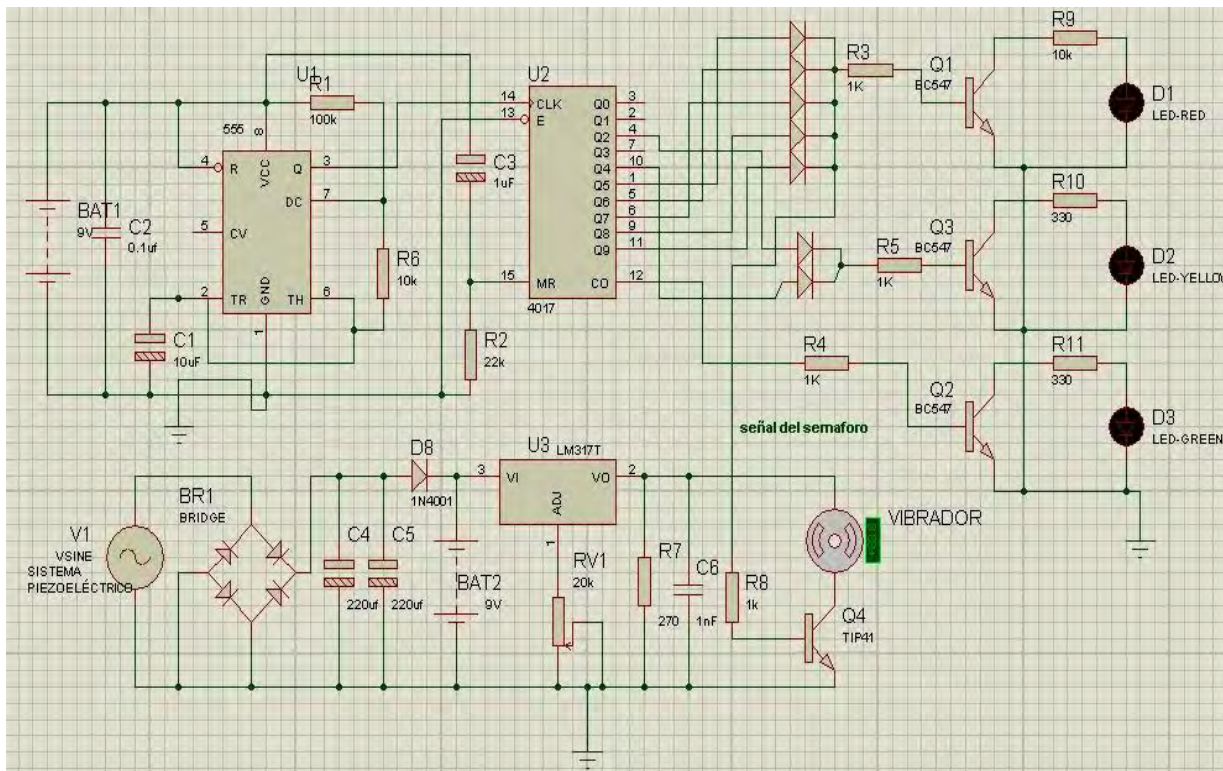 U1
R1
100k
555
8
4
R
VCC
Q
3
DC
7
5
CV
2
TR
GND
TH
6
1
BAT1
9V
C2
0.1uf
C1
10uF
R6
10k
C3
1uF
R2
22k
U2
14
CLK
13
E
15
MR
4017
Q0
3
Q1
2
Q2
4
Q3
7
Q4
10
Q5
1
Q6
5
Q7
6
Q8
9
Q9
11
CO
12
R3
1K
Q1
BC547
R9
10k
D1
LED-RED
R5
1K
Q3
BC547
R10
330
D2
LED-YELLOW
R4
1K
Q2
BC547
R11
330
D3
LED-GREEN
señal del semaforo
V1
VSINE
SISTEMA
PIEZOELÉCTRICO
BR1
BRIDGE
C4
220uf
C5
220uf
D8
1N4001
BAT2
9V
U3
LM317T
3
VI
VO
2
ADJ
1
RV1
20k
R7
270
C6
1nF
R8
1k
VIBRADOR
Q4
TIP41